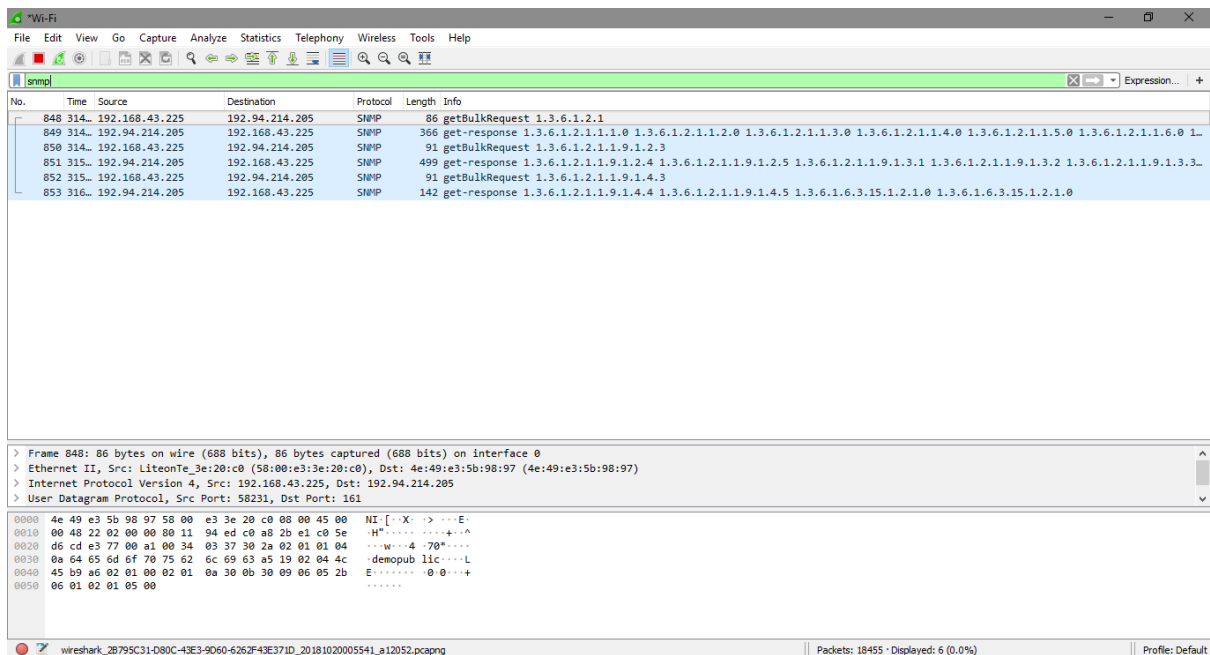 *Wi-Fi
File Edit View Go Capture Analyze Statistics Telephony Wireless Tools Help
snmp
Expression... +
No. Time Source Destination Protocol Length Info
848 314… 192.168.43.225 192.94.214.205 SNMP 86 getBulkRequest 1.3.6.1.2.1
849 314… 192.94.214.205 192.168.43.225 SNMP 366 get-response 1.3.6.1.2.1.1.1.0 1.3.6.1.2.1.1.2.0 1.3.6.1.2.1.1.3.0 1.3.6.1.2.1.1.4.0 1.3.6.1.2.1.1.5.0 1.3.6.1.2.1.1.6.0 1…
850 314… 192.168.43.225 192.94.214.205 SNMP 91 getBulkRequest 1.3.6.1.2.1.1.9.1.2.3
851 315… 192.94.214.205 192.168.43.225 SNMP 499 get-response 1.3.6.1.2.1.1.9.1.2.4 1.3.6.1.2.1.1.9.1.2.5 1.3.6.1.2.1.1.9.1.3.1 1.3.6.1.2.1.1.9.1.3.2 1.3.6.1.2.1.1.9.1.3.3…
852 315… 192.168.43.225 192.94.214.205 SNMP 91 getBulkRequest 1.3.6.1.2.1.1.9.1.4.3
853 316… 192.94.214.205 192.168.43.225 SNMP 142 get-response 1.3.6.1.2.1.1.9.1.4.4 1.3.6.1.2.1.1.9.1.4.5 1.3.6.1.6.3.15.1.2.1.0 1.3.6.1.6.3.15.1.2.1.0
> Frame 848: 86 bytes on wire (688 bits), 86 bytes captured (688 bits) on interface 0
> Ethernet II, Src: LiteonTe_3e:20:c0 (58:00:e3:3e:20:c0), Dst: 4e:49:e3:5b:98:97 (4e:49:e3:5b:98:97)
> Internet Protocol Version 4, Src: 192.168.43.225, Dst: 192.94.214.205
> User Datagram Protocol, Src Port: 58231, Dst Port: 161
0000 4e 49 e3 5b 98 97 58 00 e3 3e 20 c0 08 00 45 00 NI·[··X· ·> ···E·
0010 00 48 22 02 00 00 80 11 94 ed c0 a8 2b e1 c0 5e ·H"····· ····+··^
0020 d6 cd e3 77 00 a1 00 34 03 37 30 2a 02 01 01 04 ···w···4 ·70*····
0030 0a 64 65 6d 6f 70 75 62 6c 69 63 a5 19 02 04 4c ·demopub lic····L
0040 45 b9 a6 02 01 00 02 01 0a 30 0b 30 09 06 05 2b E······· ·0·0···+
0050 06 01 02 01 05 00 ······
wireshark_2B795C31-D80C-43E3-9D60-6262F43E371D_20181020005541_a12052.pcapng Packets: 18455 · Displayed: 6 (0.0%) Profile: Default